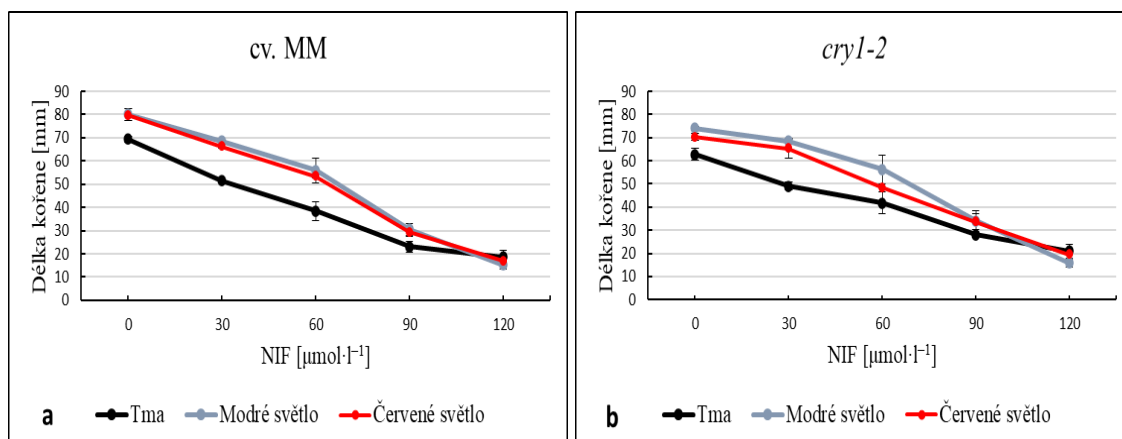 cv. MM
Délka kořene [mm]
90
80
70
60
50
40
30
20
10
0
0 30 60 90 120
NIF [μmol·l⁻¹]
a Tma Modré světlo Červené světlo
cry1-2
Délka kořene [mm]
90
80
70
60
50
40
30
20
10
0
0 30 60 90 120
NIF [μmol·l⁻¹]
b Tma Modré světlo Červené světlo